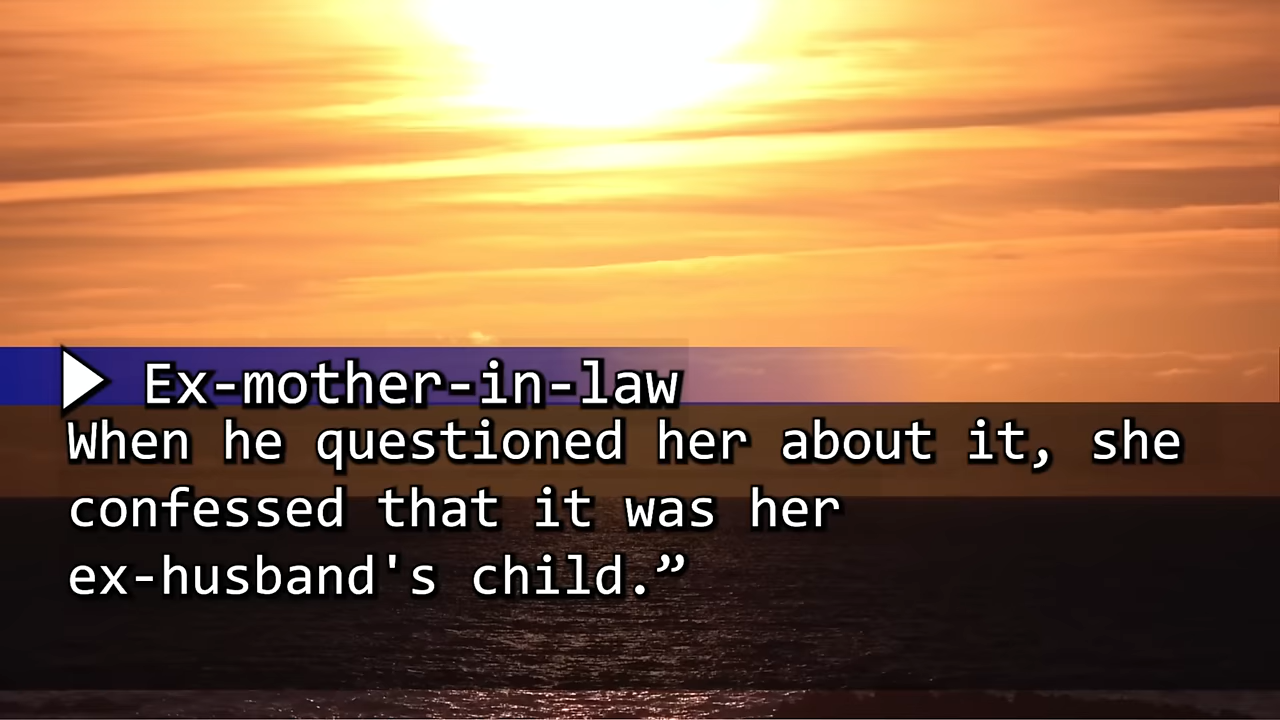 Ex-mother-in-law
When he questioned her about it, she
confessed that it was her
ex-husband's child.”